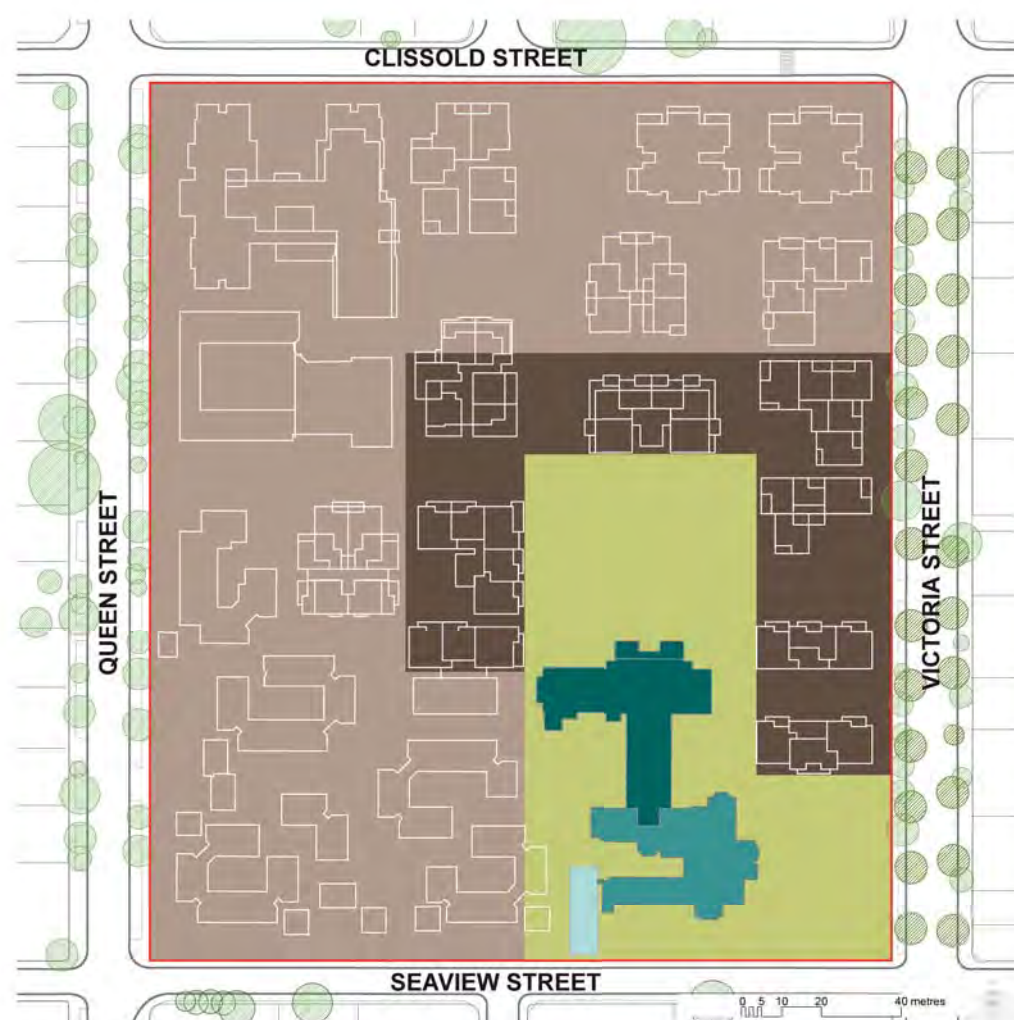 CLISSOLD STREET
QUEEN STREET
VICTORIA STREET
SEAVIEW STREET
0 5 10 20 40 metres